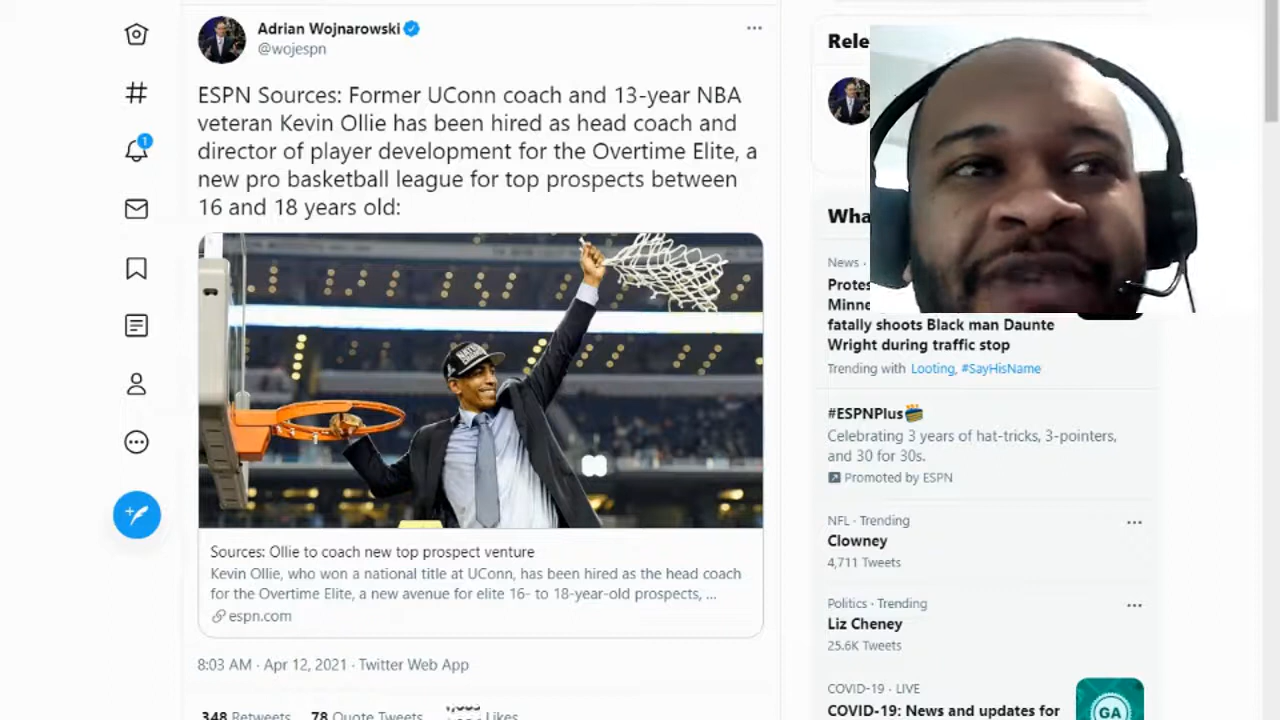 Adrian Wojnarowski
@wojespn
ESPN Sources: Former UConn coach and 13-year NBA
veteran Kevin Ollie has been hired as head coach and
director of player development for the Overtime Elite, a
new pro basketball league for top prospects between
16 and 18 years old:
Sources: Ollie to coach new top prospect venture
Kevin Ollie, who won a national title at UConn, has been hired as the head coach
for the Overtime Elite, a new avenue for elite 16- to 18-year-old prospects, ...
espn.com
8:03 AM · Apr 12, 2021 · Twitter Web App
348 Retweets 78 Quote Tweets Likes
1
Rele
Wha
News ·
Protes
Minne
fatally shoots Black man Daunte
Wright during traffic stop
Trending with Looting, #SayHisName
#ESPNPlus
Celebrating 3 years of hat-tricks, 3-pointers,
and 30 for 30s.
Promoted by ESPN
NFL · Trending
Clowney
4,711 Tweets
Politics · Trending
Liz Cheney
25.6K Tweets
COVID-19 · LIVE
COVID-19: News and updates for
GA